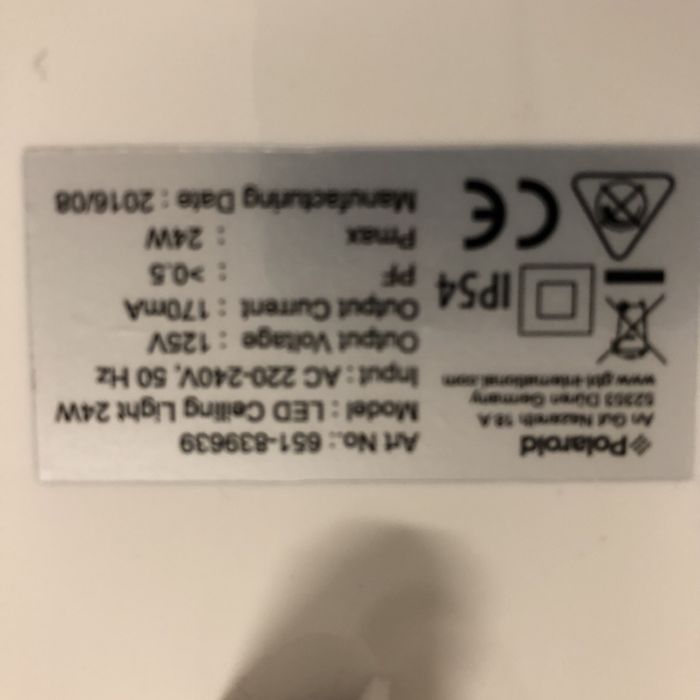 Polaroid
An Gut Nazareth 18 A
52353 Düren Germany
www.gbt-international.com
IP54
CE
Art No.: 651-839639
Model : LED Ceiling Light 24W
Input : AC 220-240V, 50 Hz
Output Voltage : 125V
Output Current : 170mA
PF : >0.5
Pmax : 24W
Manufacturing Date : 2016/08